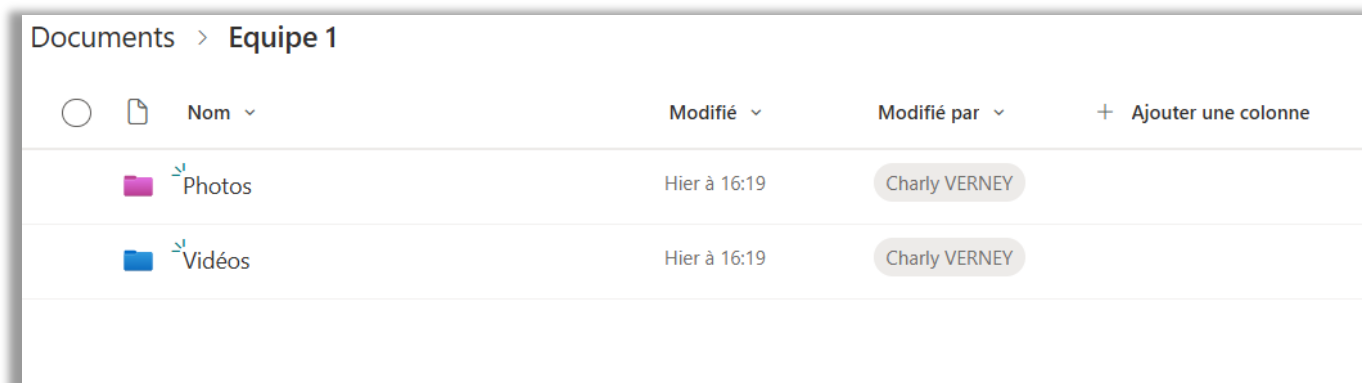 Documents > Equipe 1
Nom Modifié Modifié par + Ajouter une colonne
Photos Hier à 16:19 Charly VERNEY
Vidéos Hier à 16:19 Charly VERNEY